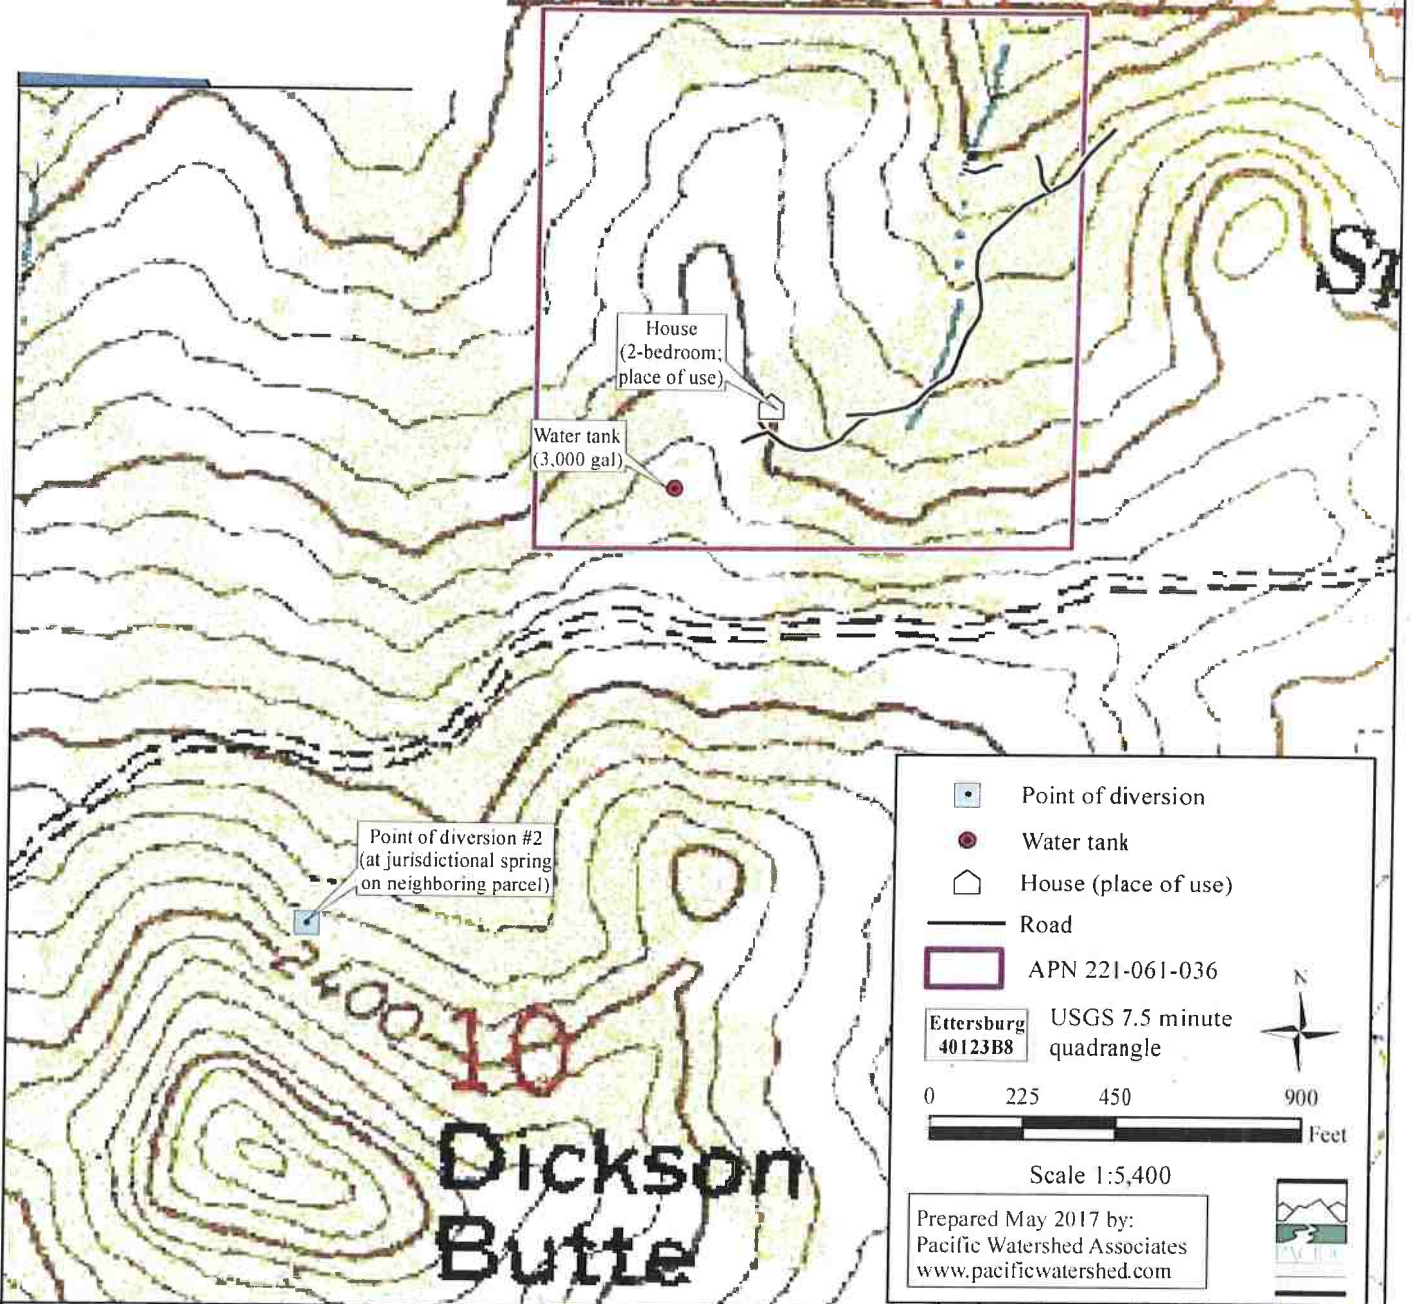 St
House
(2-bedroom;
place of use)
Water tank
(3,000 gal)
Point of diversion #2
(at jurisdictional spring
on neighboring parcel)
2400
10
Dickson
Butte
Point of diversion
Water tank
House (place of use)
Road
APN 221-061-036
Ettersburg
40123B8
USGS 7.5 minute
quadrangle
N
0 225 450 900
Feet
Scale 1:5,400
Prepared May 2017 by:
Pacific Watershed Associates
www.pacificwatershed.com
PACIFIC